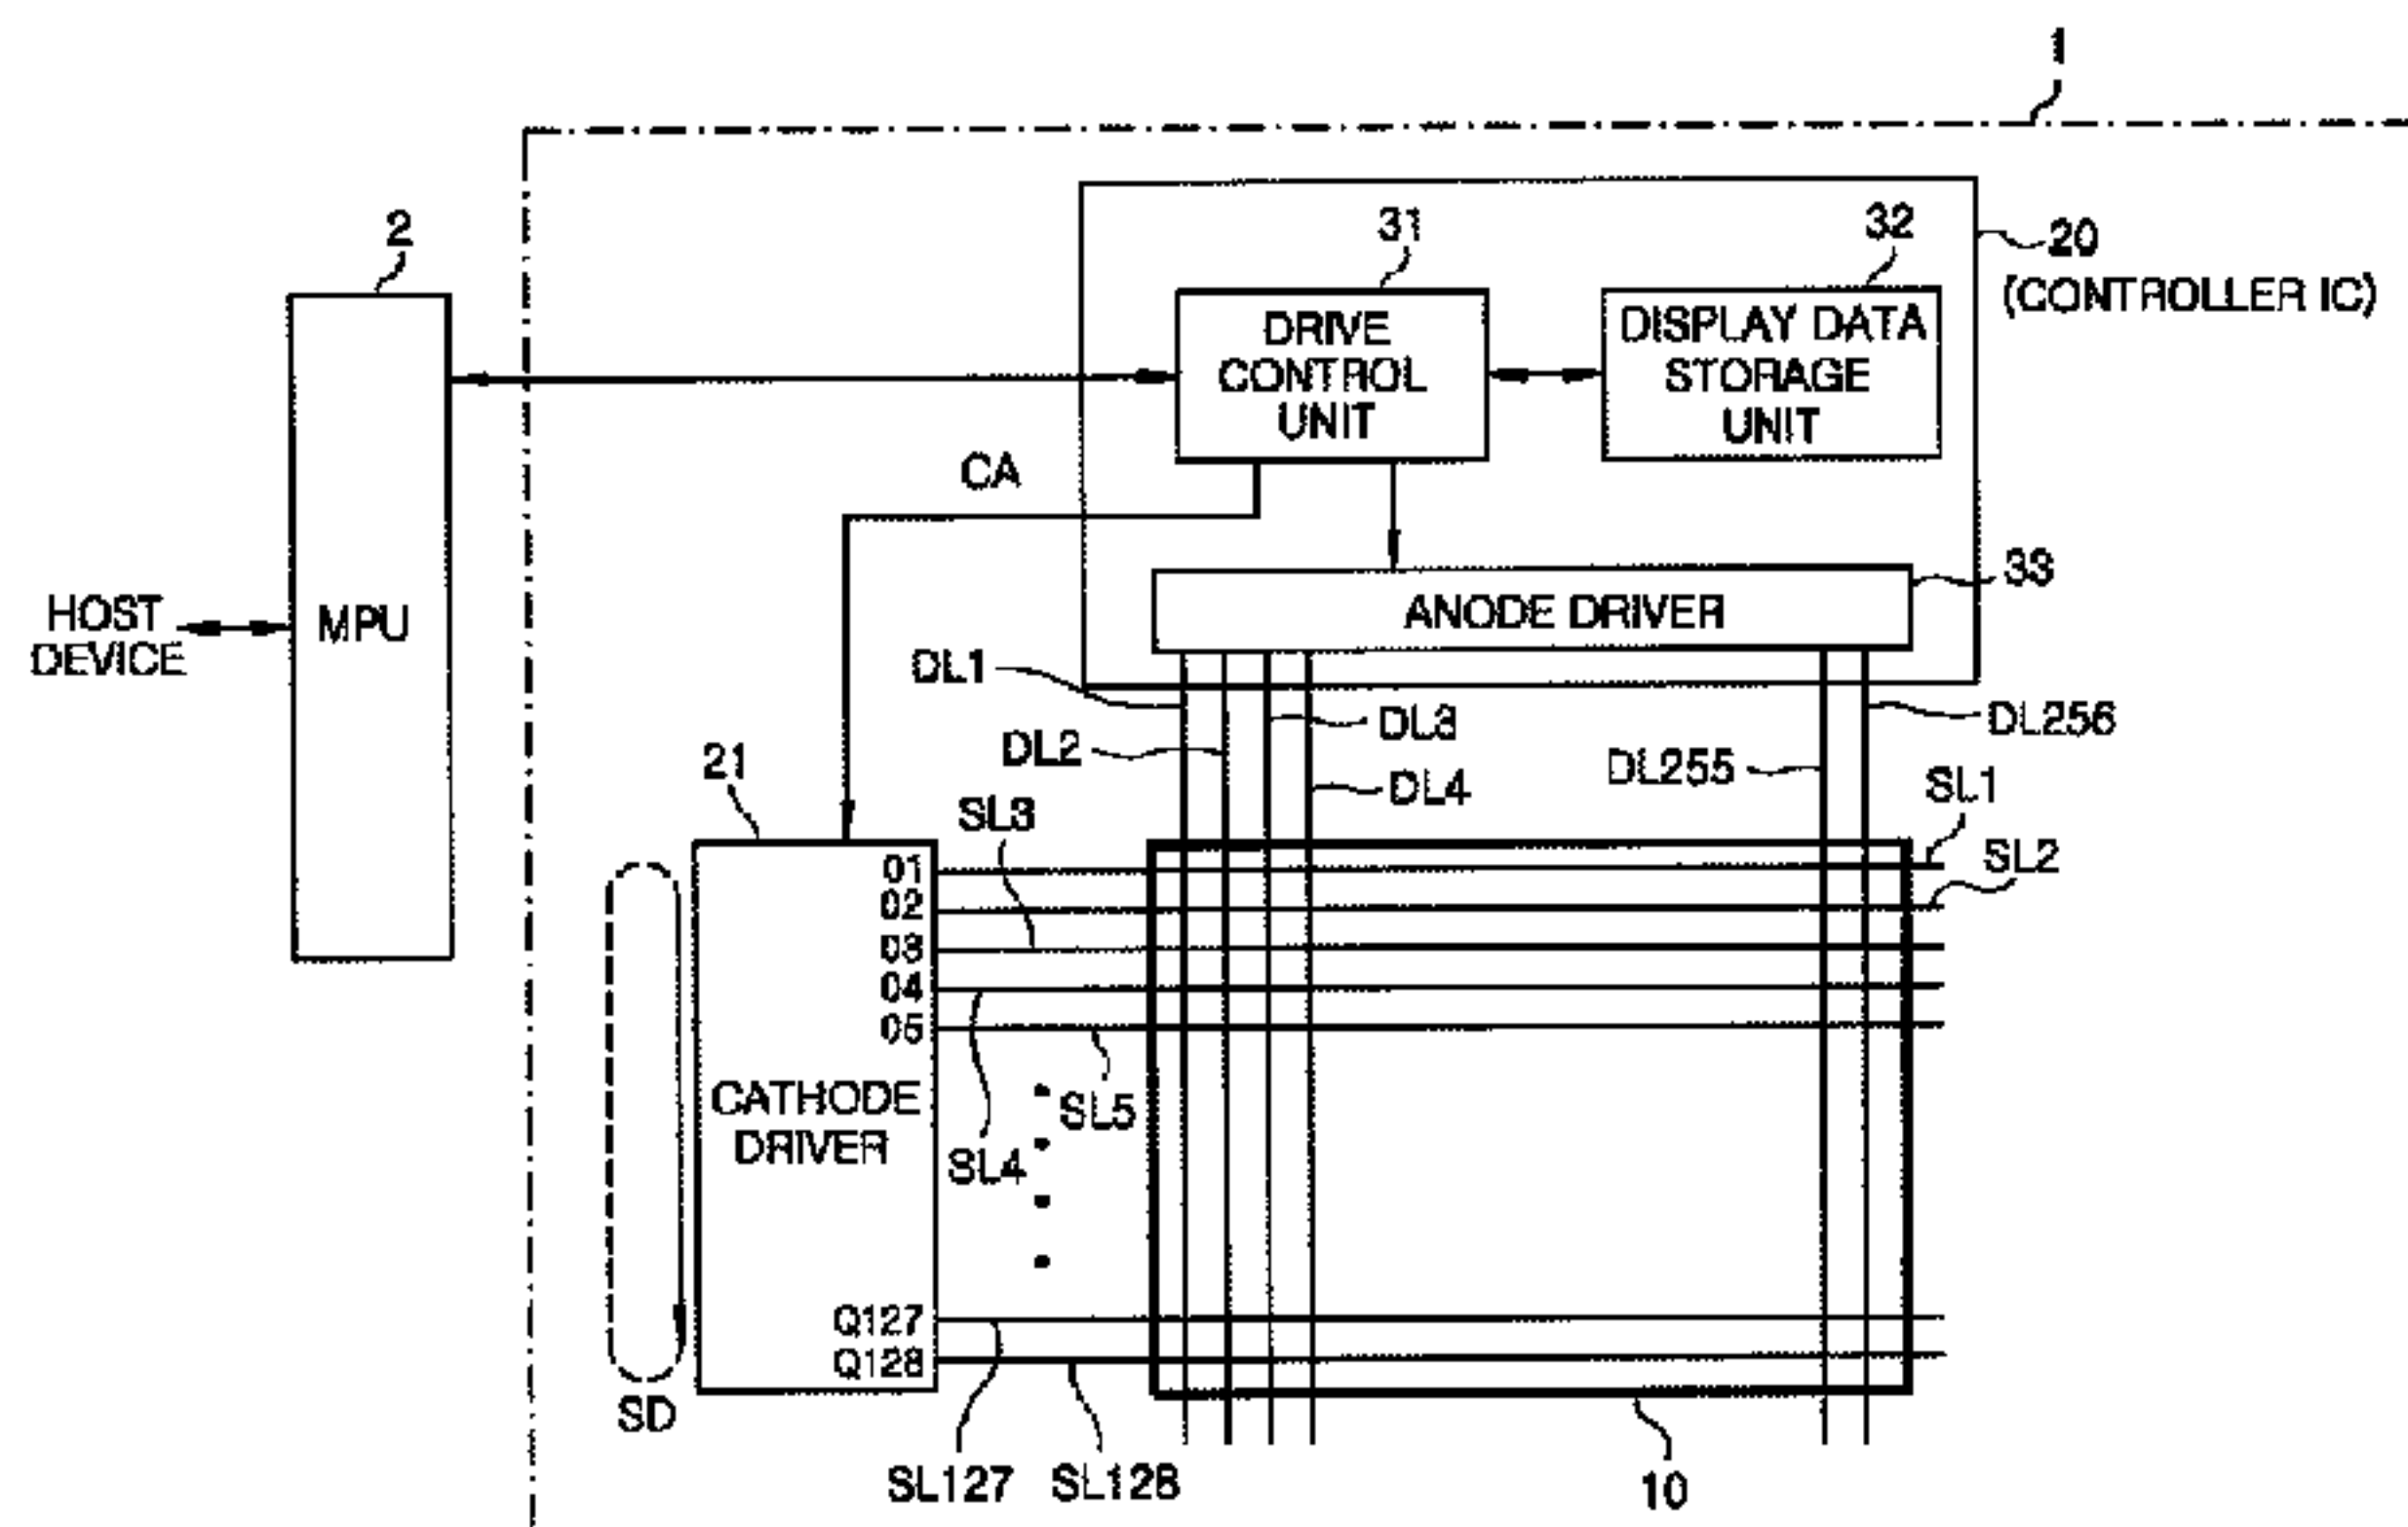 1
2
31
32
20
(CONTROLLER IC)
DRIVE
CONTROL
UNIT
DISPLAY DATA
STORAGE
UNIT
CA
33
ANODE DRIVER
HOST
DEVICE
MPU
DL1
DL2
DL3
DL4
DL255
DL256
21
SL3
SL1
SL2
01
02
03
04
05
CATHODE
DRIVER
SL5
SL4
Q127
Q128
SD
SL127
SL128
10